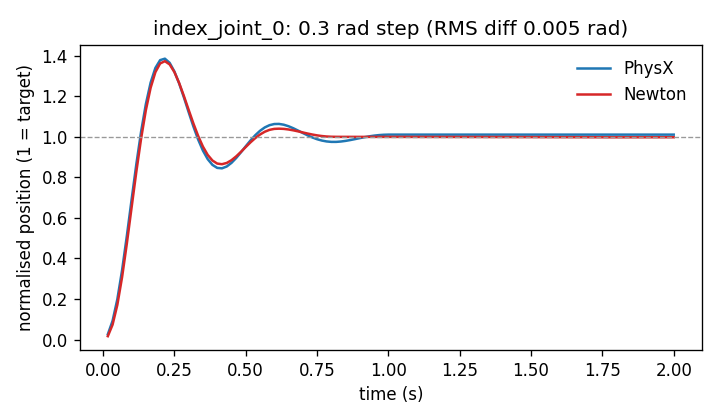 index_joint_0: 0.3 rad step (RMS diff 0.005 rad)
PhysX
Newton
normalised position (1 = target)
1.4
1.2
1.0
0.8
0.6
0.4
0.2
0.0
0.00 0.25 0.50 0.75 1.00 1.25 1.50 1.75 2.00
time (s)